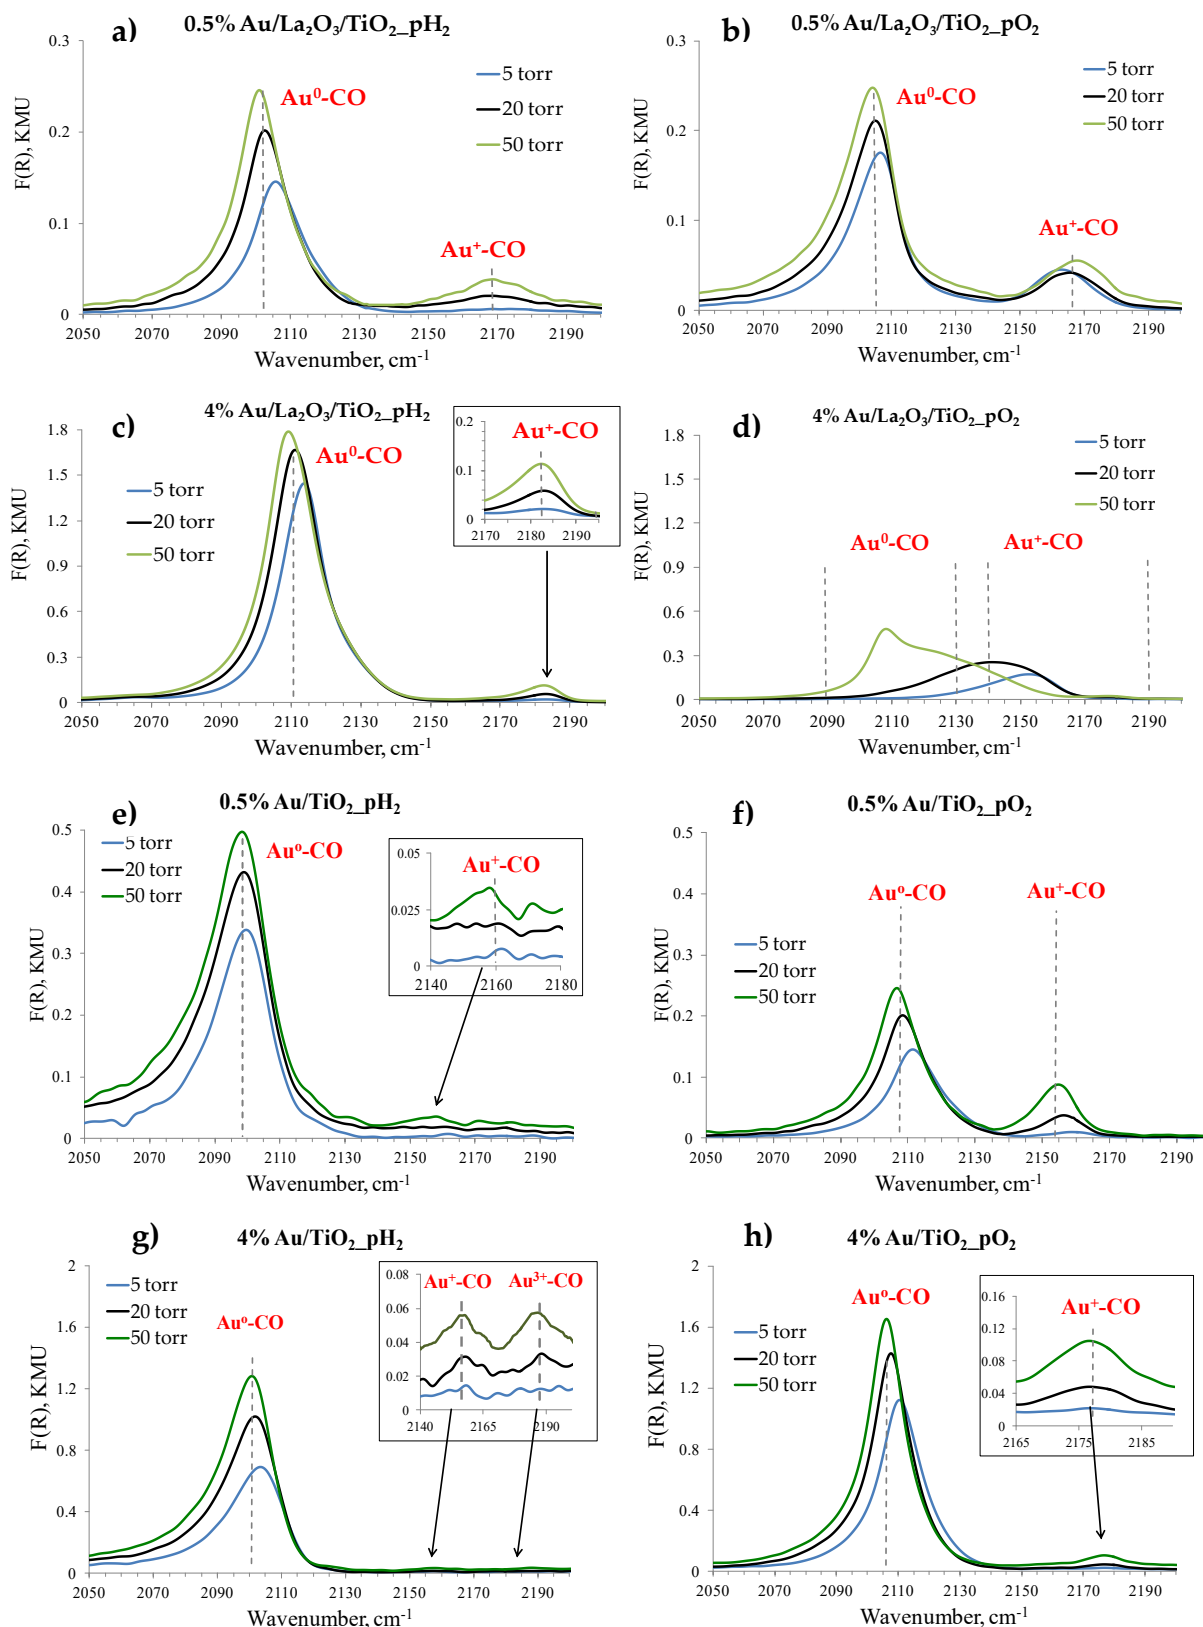 a)
0.5% Au/La₂O₃/TiO₂_pH₂
F(R), KMU
0.3
0.2
0.1
0
5 torr
20 torr
50 torr
Au⁰-CO
Au⁺-CO
2050 2070 2090 2110 2130 2150 2170 2190
Wavenumber, cm⁻¹
b)
0.5% Au/La₂O₃/TiO₂_pO₂
F(R), KMU
0.3
0.2
0.1
0
5 torr
20 torr
50 torr
Au⁰-CO
Au⁺-CO
2050 2070 2090 2110 2130 2150 2170 2190
Wavenumber, cm⁻¹
c)
4% Au/La₂O₃/TiO₂_pH₂
F(R), KMU
1.8
1.5
1.2
0.9
0.6
0.3
0
5 torr
20 torr
50 torr
Au⁰-CO
0.2
0.1
0
Au⁺-CO
2170 2180 2190
2050 2070 2090 2110 2130 2150 2170 2190
Wavenumber, cm⁻¹
d)
4% Au/La₂O₃/TiO₂_pO₂
F(R), KMU
1.8
1.5
1.2
0.9
0.6
0.3
0
5 torr
20 torr
50 torr
Au⁰-CO
Au⁺-CO
2050 2070 2090 2110 2130 2150 2170 2190
Wavenumber, cm⁻¹
e)
0.5% Au/TiO₂_pH₂
F(R), KMU
0.5
0.4
0.3
0.2
0.1
0
5 torr
20 torr
50 torr
Auº-CO
0.05
0.025
0
Au⁺-CO
2140 2160 2180
2050 2070 2090 2110 2130 2150 2170 2190
Wavenumber, cm⁻¹
f)
0.5% Au/TiO₂_pO₂
F(R), KMU
0.5
0.4
0.3
0.2
0.1
0
5 torr
20 torr
50 torr
Auº-CO
Au⁺-CO
2050 2070 2090 2110 2130 2150 2170 2190
Wavenumber, cm⁻¹
g)
4% Au/TiO₂_pH₂
F(R), KMU
2
1.6
1.2
0.8
0.4
0
5 torr
20 torr
50 torr
Auº-CO
0.08
0.06
0.04
0.02
0
Au⁺-CO
Au³⁺-CO
2140 2165 2190
2050 2070 2090 2110 2130 2150 2170 2190
Wavenumber, cm⁻¹
h)
4% Au/TiO₂_pO₂
F(R), KMU
2
1.6
1.2
0.8
0.4
0
5 torr
20 torr
50 torr
Auº-CO
0.16
0.12
0.08
0.04
0
Au⁺-CO
2165 2175 2185
2050 2070 2090 2110 2130 2150 2170 2190
Wavenumber, cm⁻¹